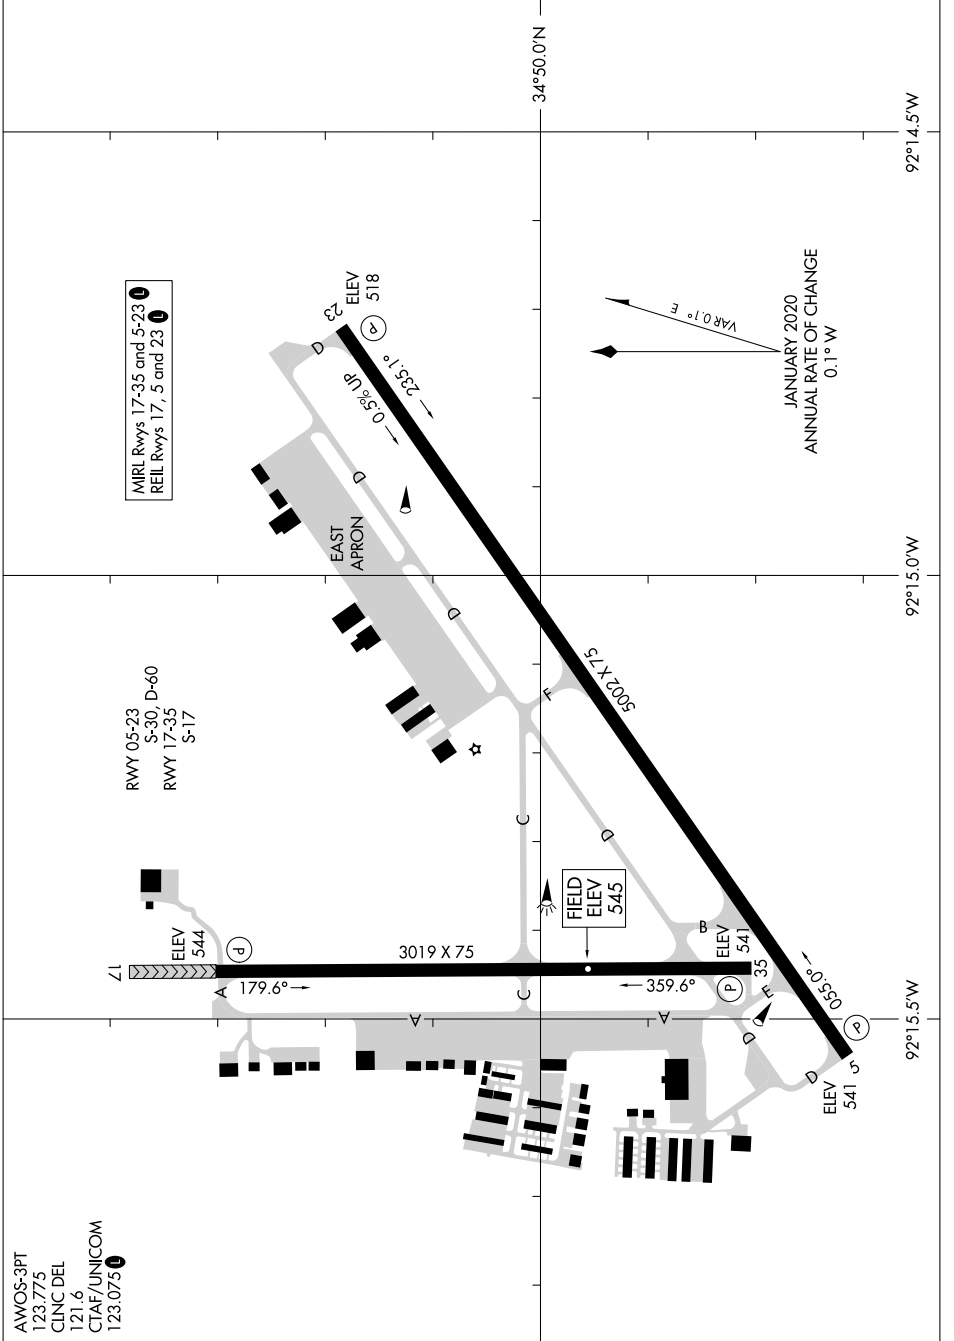 AWOS-3PT
123.775
CLNC DEL
121.6
CTAF/UNICOM
123.075 L
RWY 05-23
S-30, D-60
RWY 17-35
S-17
MIRL Rwys 17-35 and 5-23 L
REIL Rwys 17, 5 and 23 L
17
ELEV
544
P
A
179.6°
3019 X 75
C
C
A
A
FIELD
ELEV
545
359.6°
P
ELEV
541
35
B
D
D
F
E
D
D
ELEV
541
5
P
055.0°
5002 X 75
EAST
APRON
D
D
D
0.5% UP
235.1°
23
ELEV
518
P
VAR 0.1° E
JANUARY 2020
ANNUAL RATE OF CHANGE
0.1° W
34°50.0'N
92°14.5'W
92°15.0'W
92°15.5'W